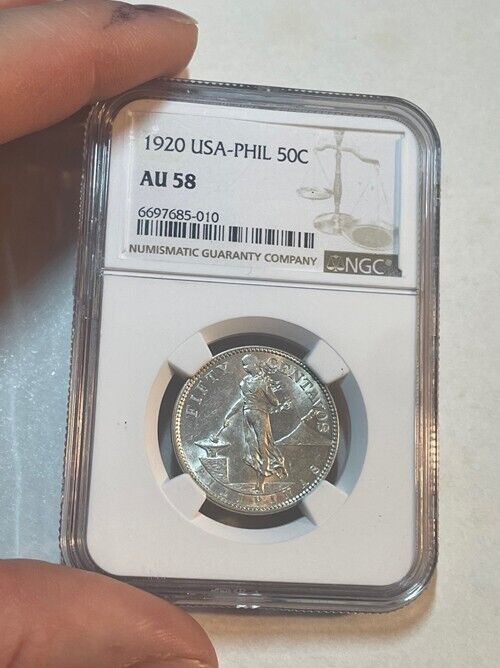 1920 USA-PHIL 50C
AU 58
6697685-010
NUMISMATIC GUARANTY COMPANY
NGC®
FIFTY CENTAVOS